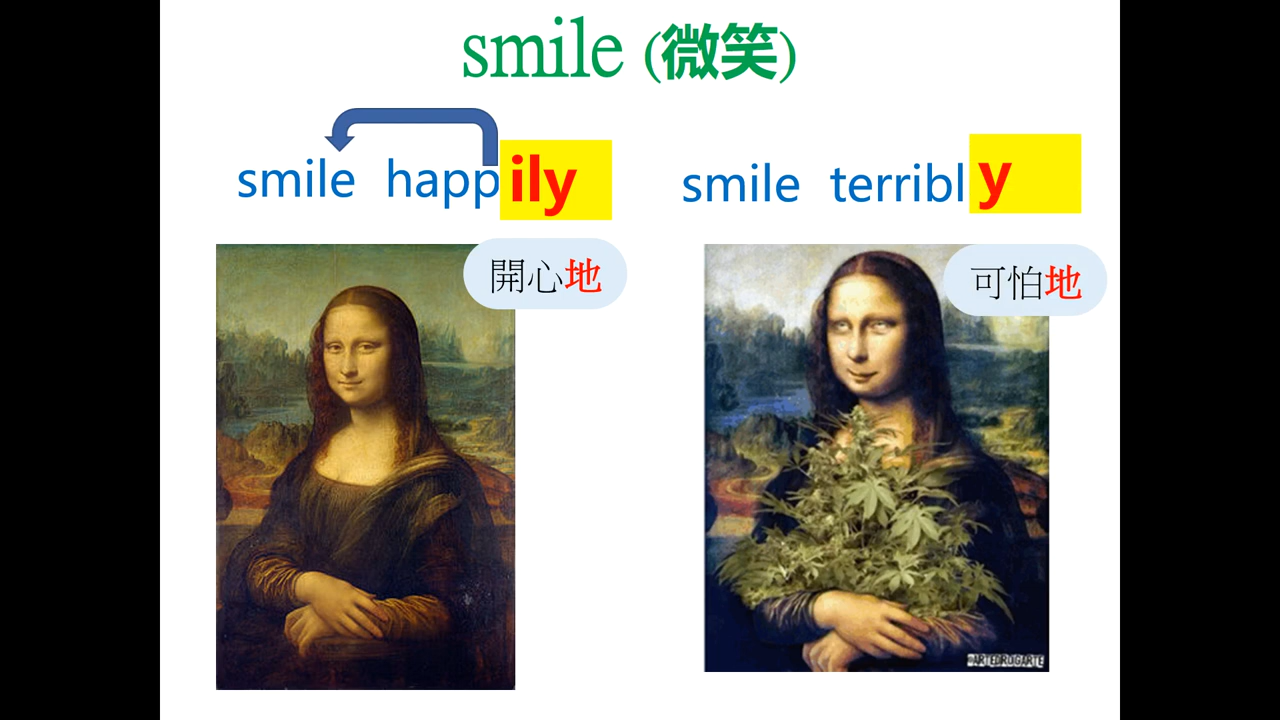 smile (微笑)
smile happily
smile terribly
開心地
可怕地
#ARTEDROGARTE